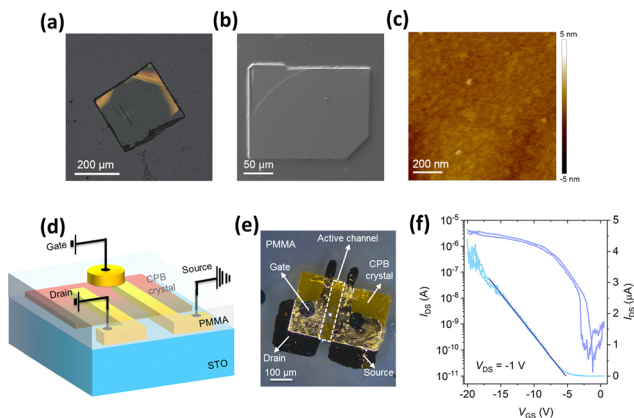 (a)
200 µm
(b)
50 µm
(c)
200 nm
5 nm
-5 nm
(d)
Gate
Drain
CPB
crystal
Source
PMMA
STO
(e)
PMMA
Active channel
Gate
CPB
crystal
Drain
Source
100 µm
(f)
10⁻⁵
10⁻⁶
10⁻⁷
10⁻⁸
10⁻⁹
10⁻¹⁰
10⁻¹¹
I_DS (A)
5
4
3
2
1
0
I_DS (µA)
V_DS = -1 V
-20 -15 -10 -5 0
V_GS (V)